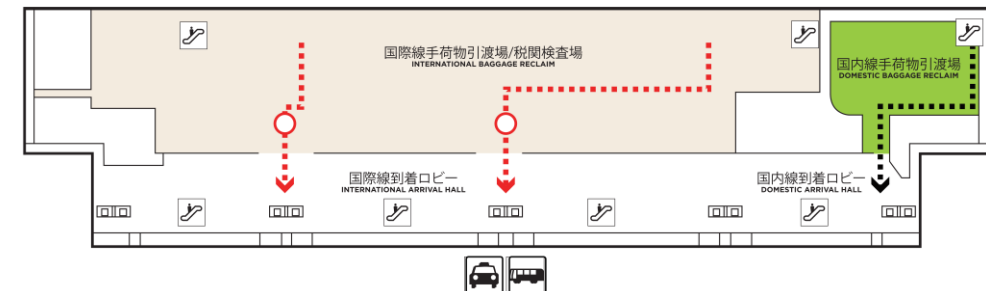 国際線手荷物引渡場/税関検査場
INTERNATIONAL BAGGAGE RECLAIM
国内線手荷物引渡場
DOMESTIC BAGGAGE RECLAIM
国際線到着ロビー
INTERNATIONAL ARRIVAL HALL
国内線到着ロビー
DOMESTIC ARRIVAL HALL